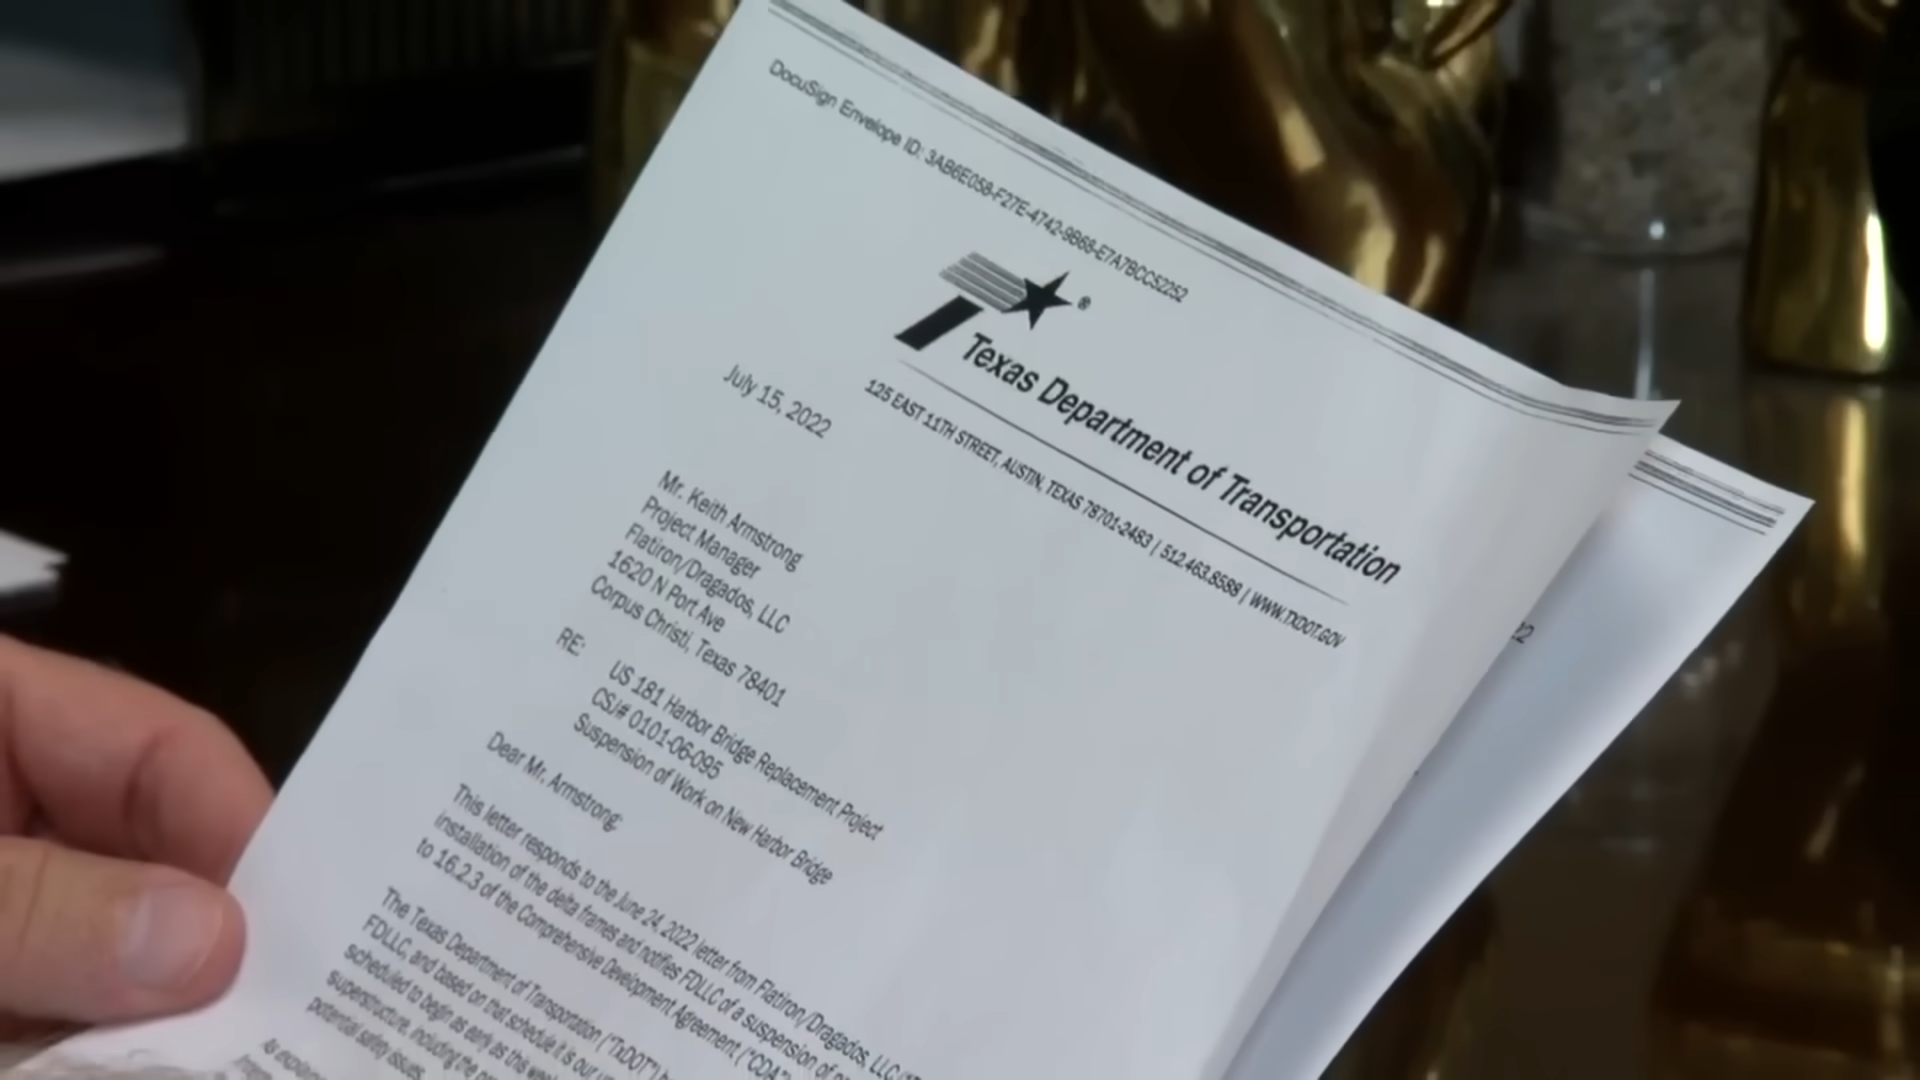 DocuSign Envelope ID: 3AB6E058-F27E-4742-9B68-E7A7BCC52252
®
Texas Department of Transportation
125 EAST 11TH STREET, AUSTIN, TEXAS 78701-2483 | 512.463.8588 | WWW.TXDOT.GOV
July 15, 2022
Mr. Keith Armstrong
Project Manager
Flatiron/Dragados, LLC
1620 N Port Ave
Corpus Christi, Texas 78401
RE:
US 181 Harbor Bridge Replacement Project
CSJ# 0101-06-095
Suspension of Work on New Harbor Bridge
Dear Mr. Armstrong:
This letter responds to the June 24, 2022 letter from Flatiron/Dragados, LLC
installation of the delta frames and notifies FDLLC of a suspension of
to 16.2.3 of the Comprehensive Development Agreement ("CDA")
The Texas Department of Transportation ("TxDOT")
FDLLC, and based on that schedule it is our
scheduled to begin as early as this
superstructure, including the
potential safety issues.
As
22